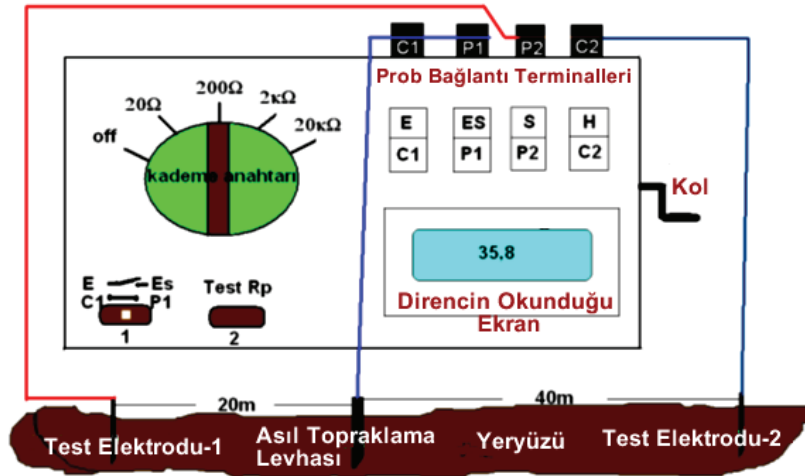 C1 P1 P2 C2
Prob Bağlantı Terminalleri
off
20Ω
200Ω
2κΩ
20κΩ
kademe anahtarı
E ES S H
C1 P1 P2 C2
Kol
35.8
Direncin Okunduğu
Ekran
E Es
C1 P1
1
Test Rp
2
20m
40m
Test Elektrodu-1
Asıl Topraklama
Levhası
Yeryüzü
Test Elektrodu-2